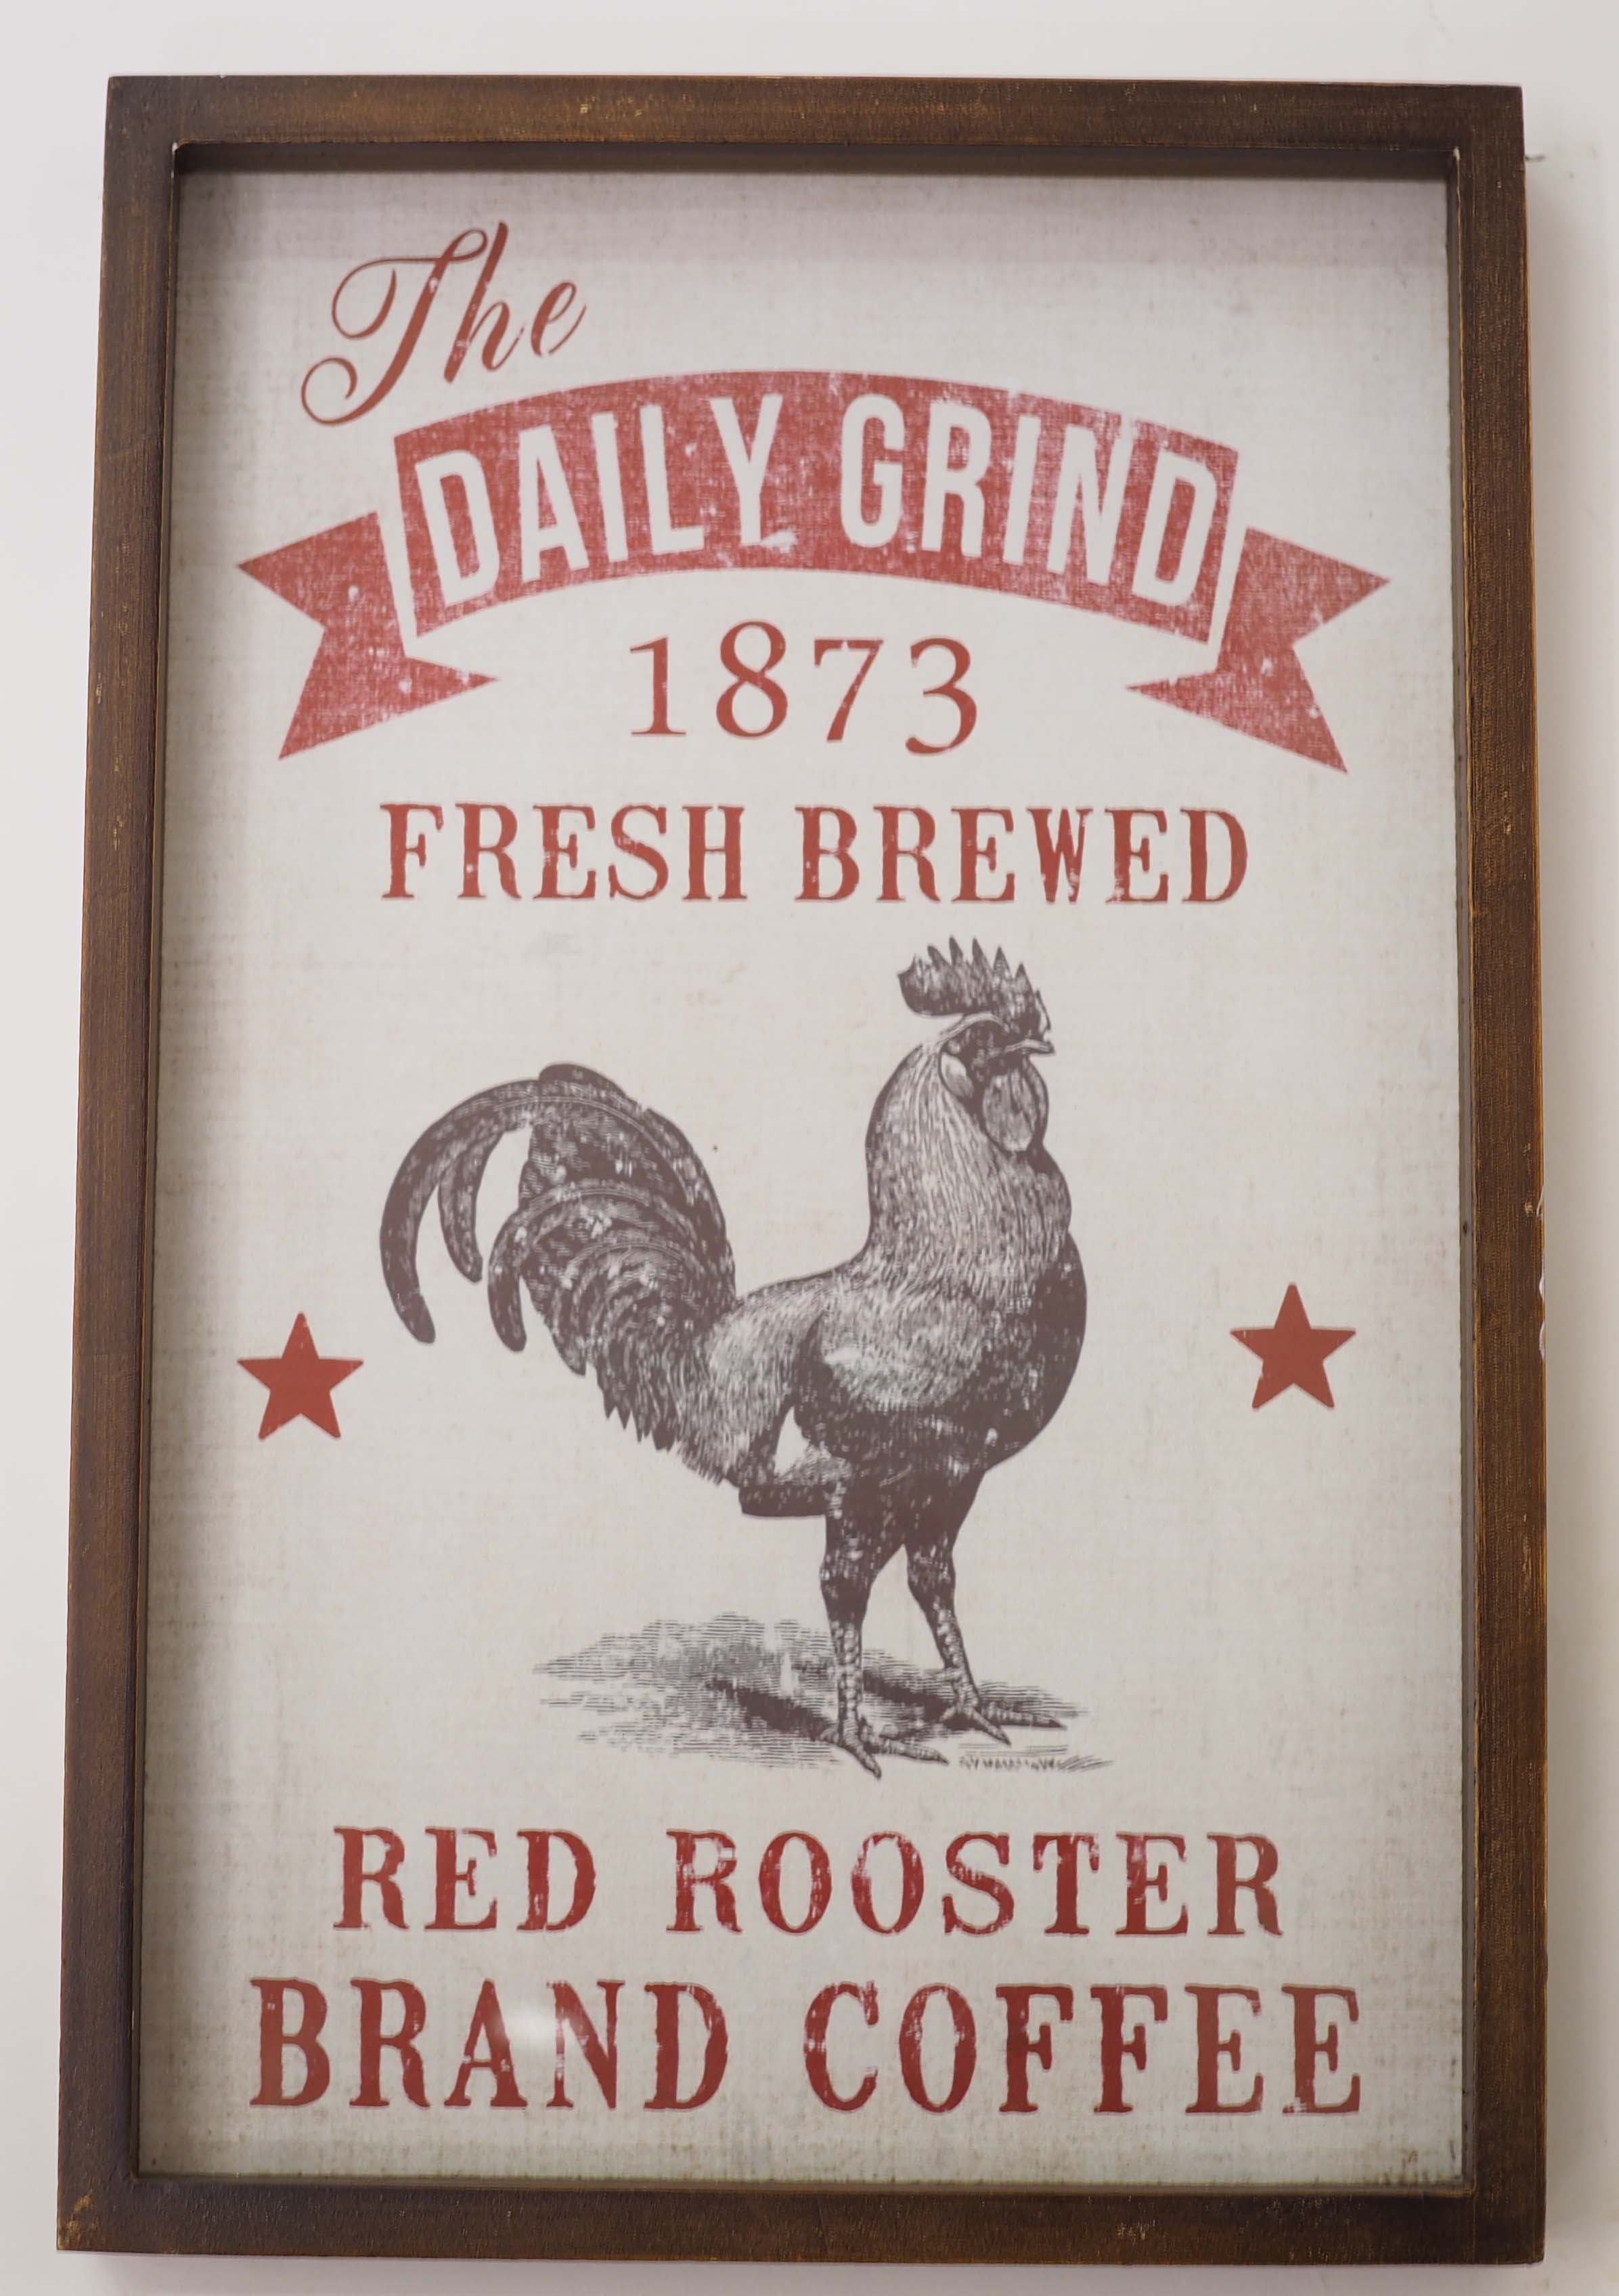 The
DAILY GRIND
1873
FRESH BREWED
RED ROOSTER
BRAND COFFEE